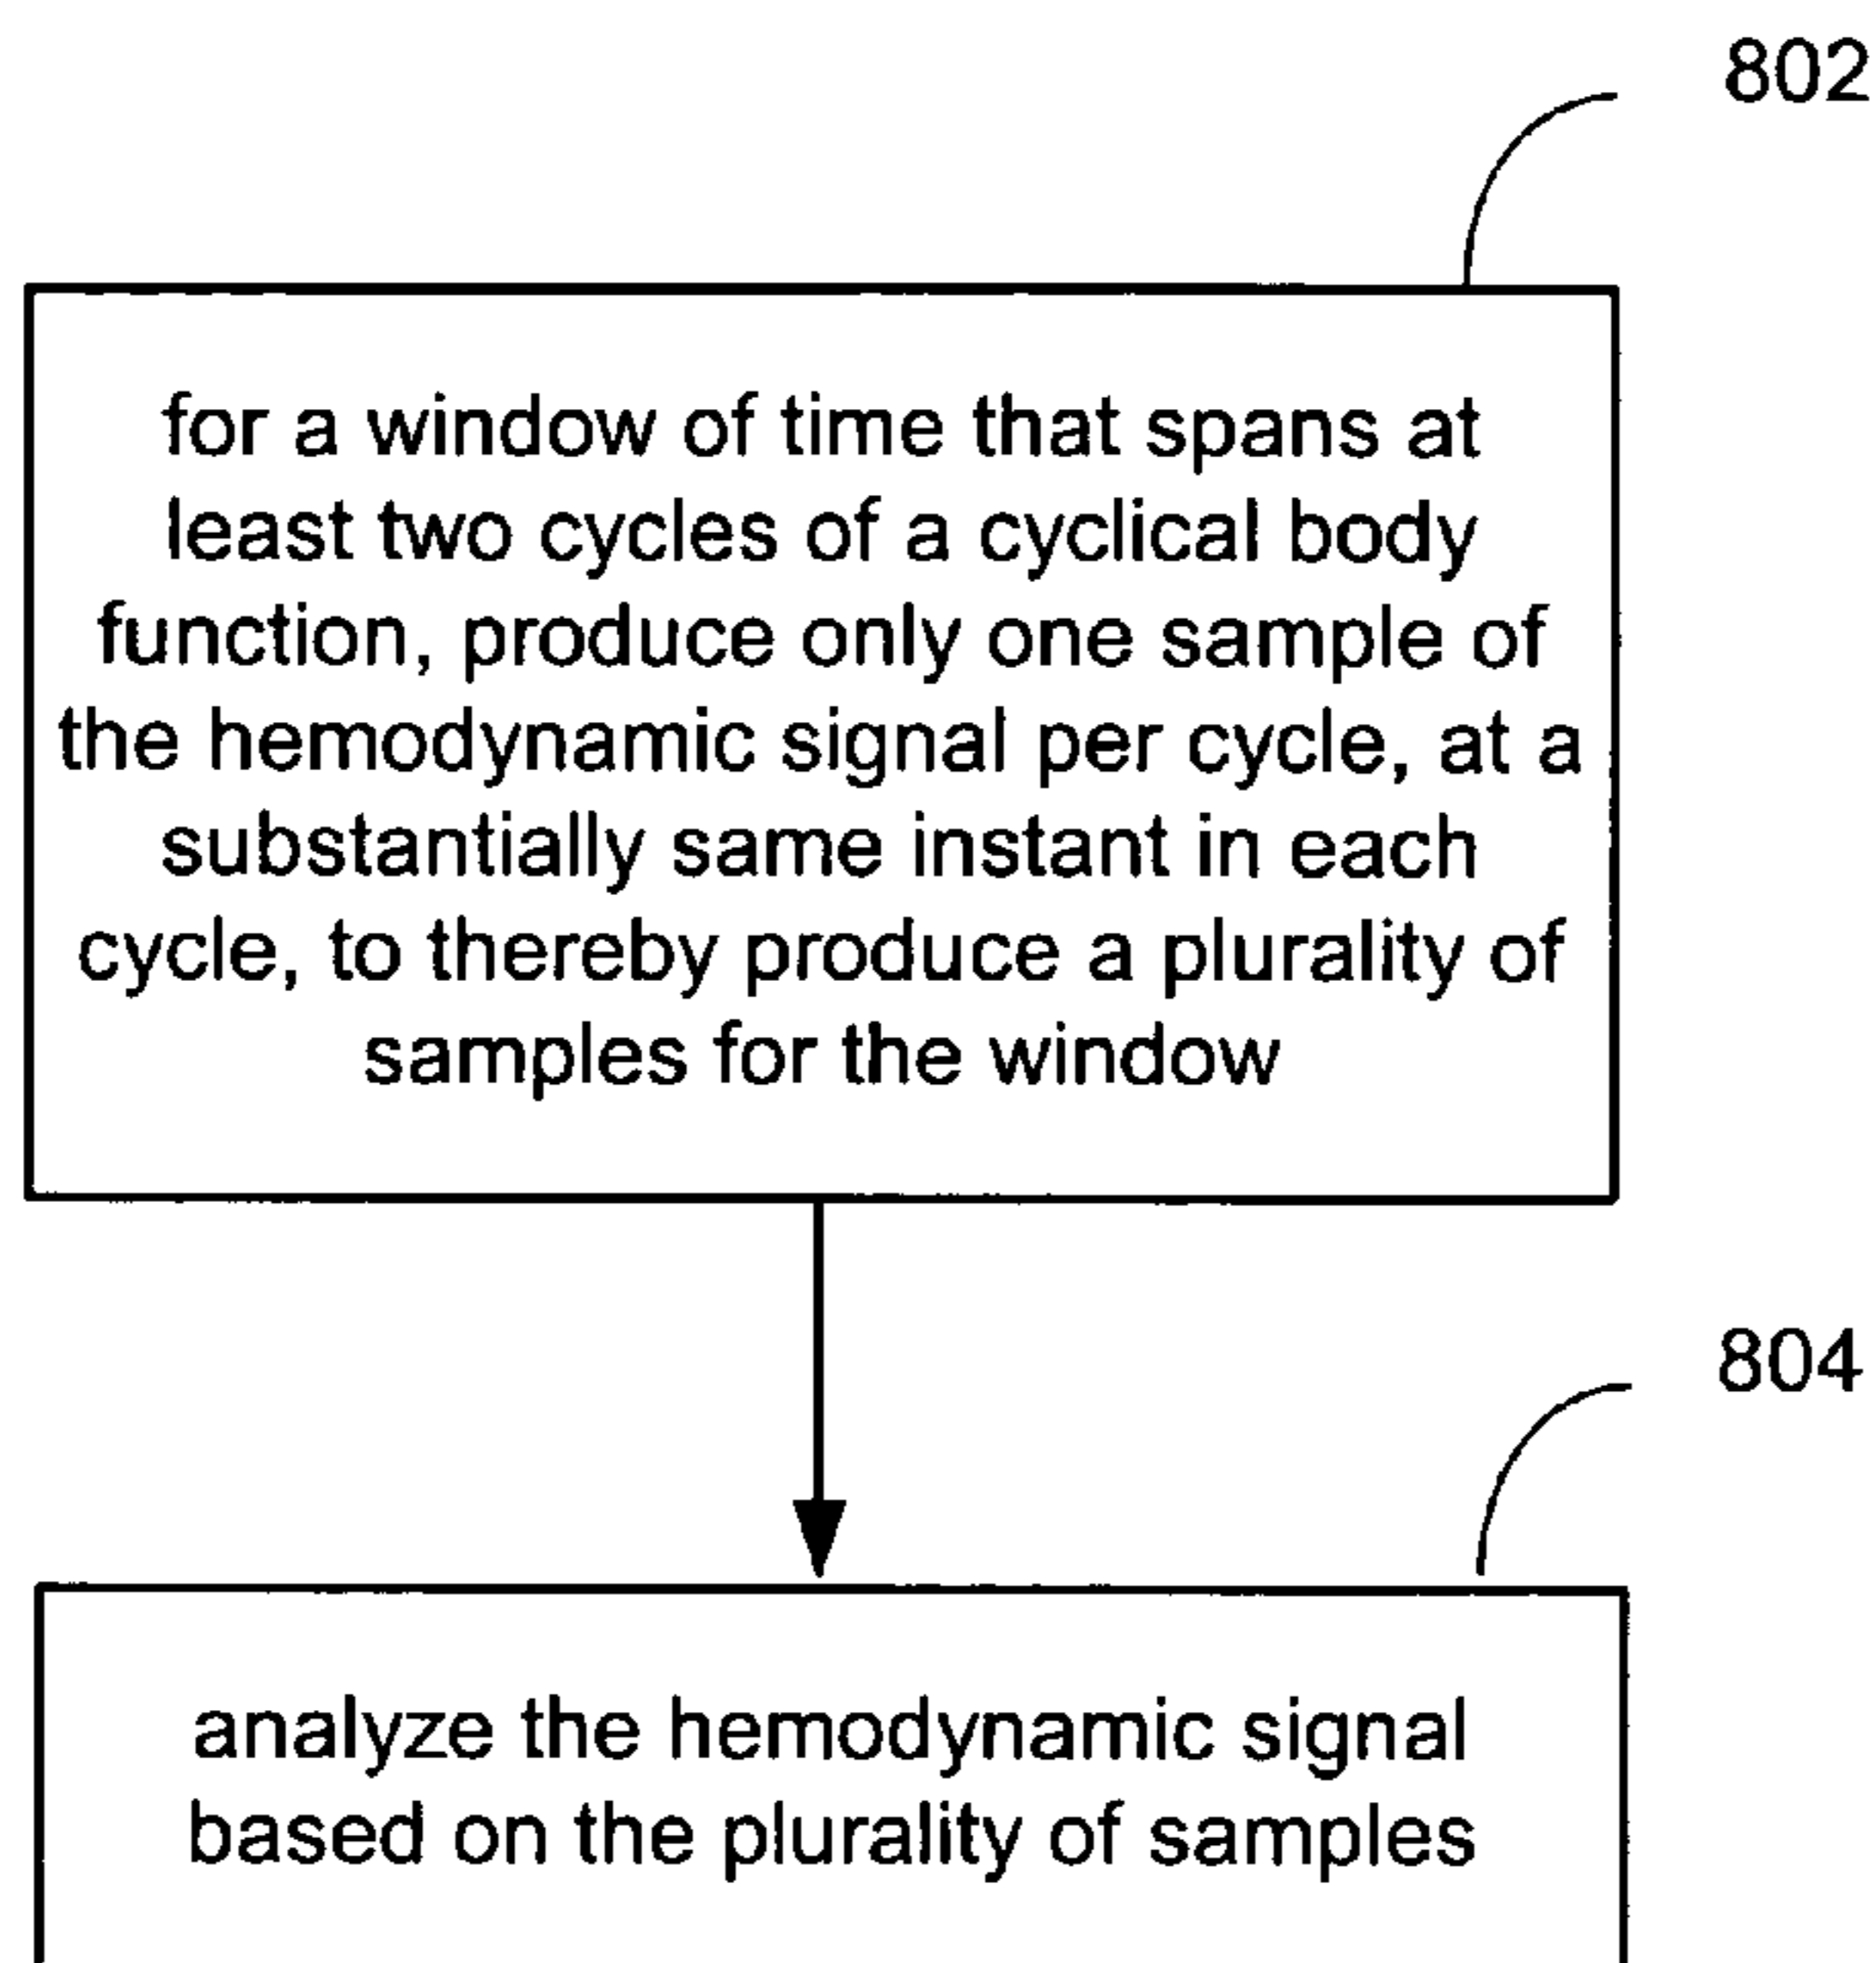 802
for a window of time that spans at
least two cycles of a cyclical body
function, produce only one sample of
the hemodynamic signal per cycle, at a
substantially same instant in each
cycle, to thereby produce a plurality of
samples for the window
804
analyze the hemodynamic signal
based on the plurality of samples